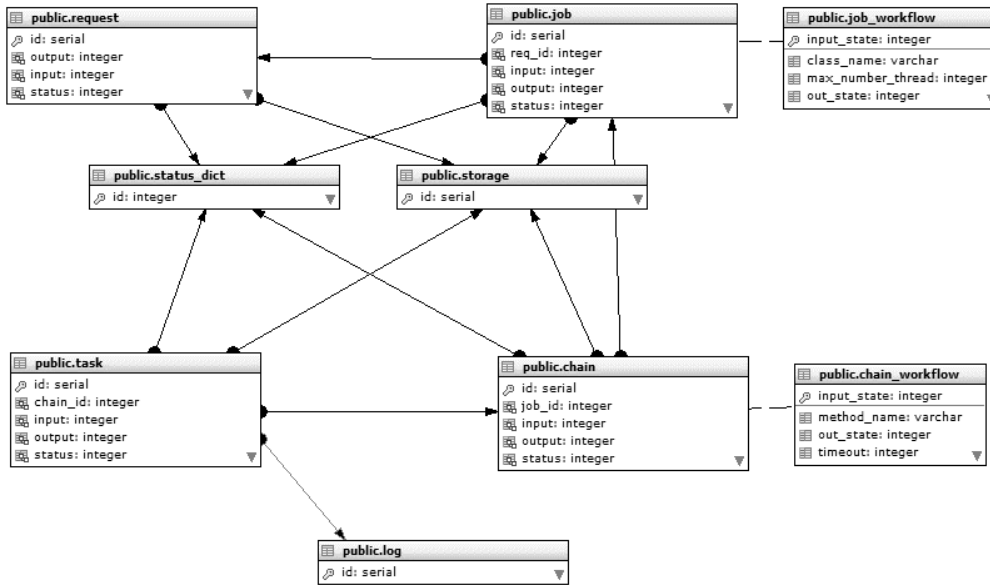 public.request
id: serial
output: integer
input: integer
status: integer
public.job
id: serial
req_id: integer
input: integer
output: integer
status: integer
public.job_workflow
input_state: integer
class_name: varchar
max_number_thread: integer
out_state: integer
public.status_dict
id: integer
public.storage
id: serial
public.task
id: serial
chain_id: integer
input: integer
output: integer
status: integer
public.chain
id: serial
job_id: integer
input: integer
output: integer
status: integer
public.chain_workflow
input_state: integer
method_name: varchar
out_state: integer
timeout: integer
public.log
id: serial